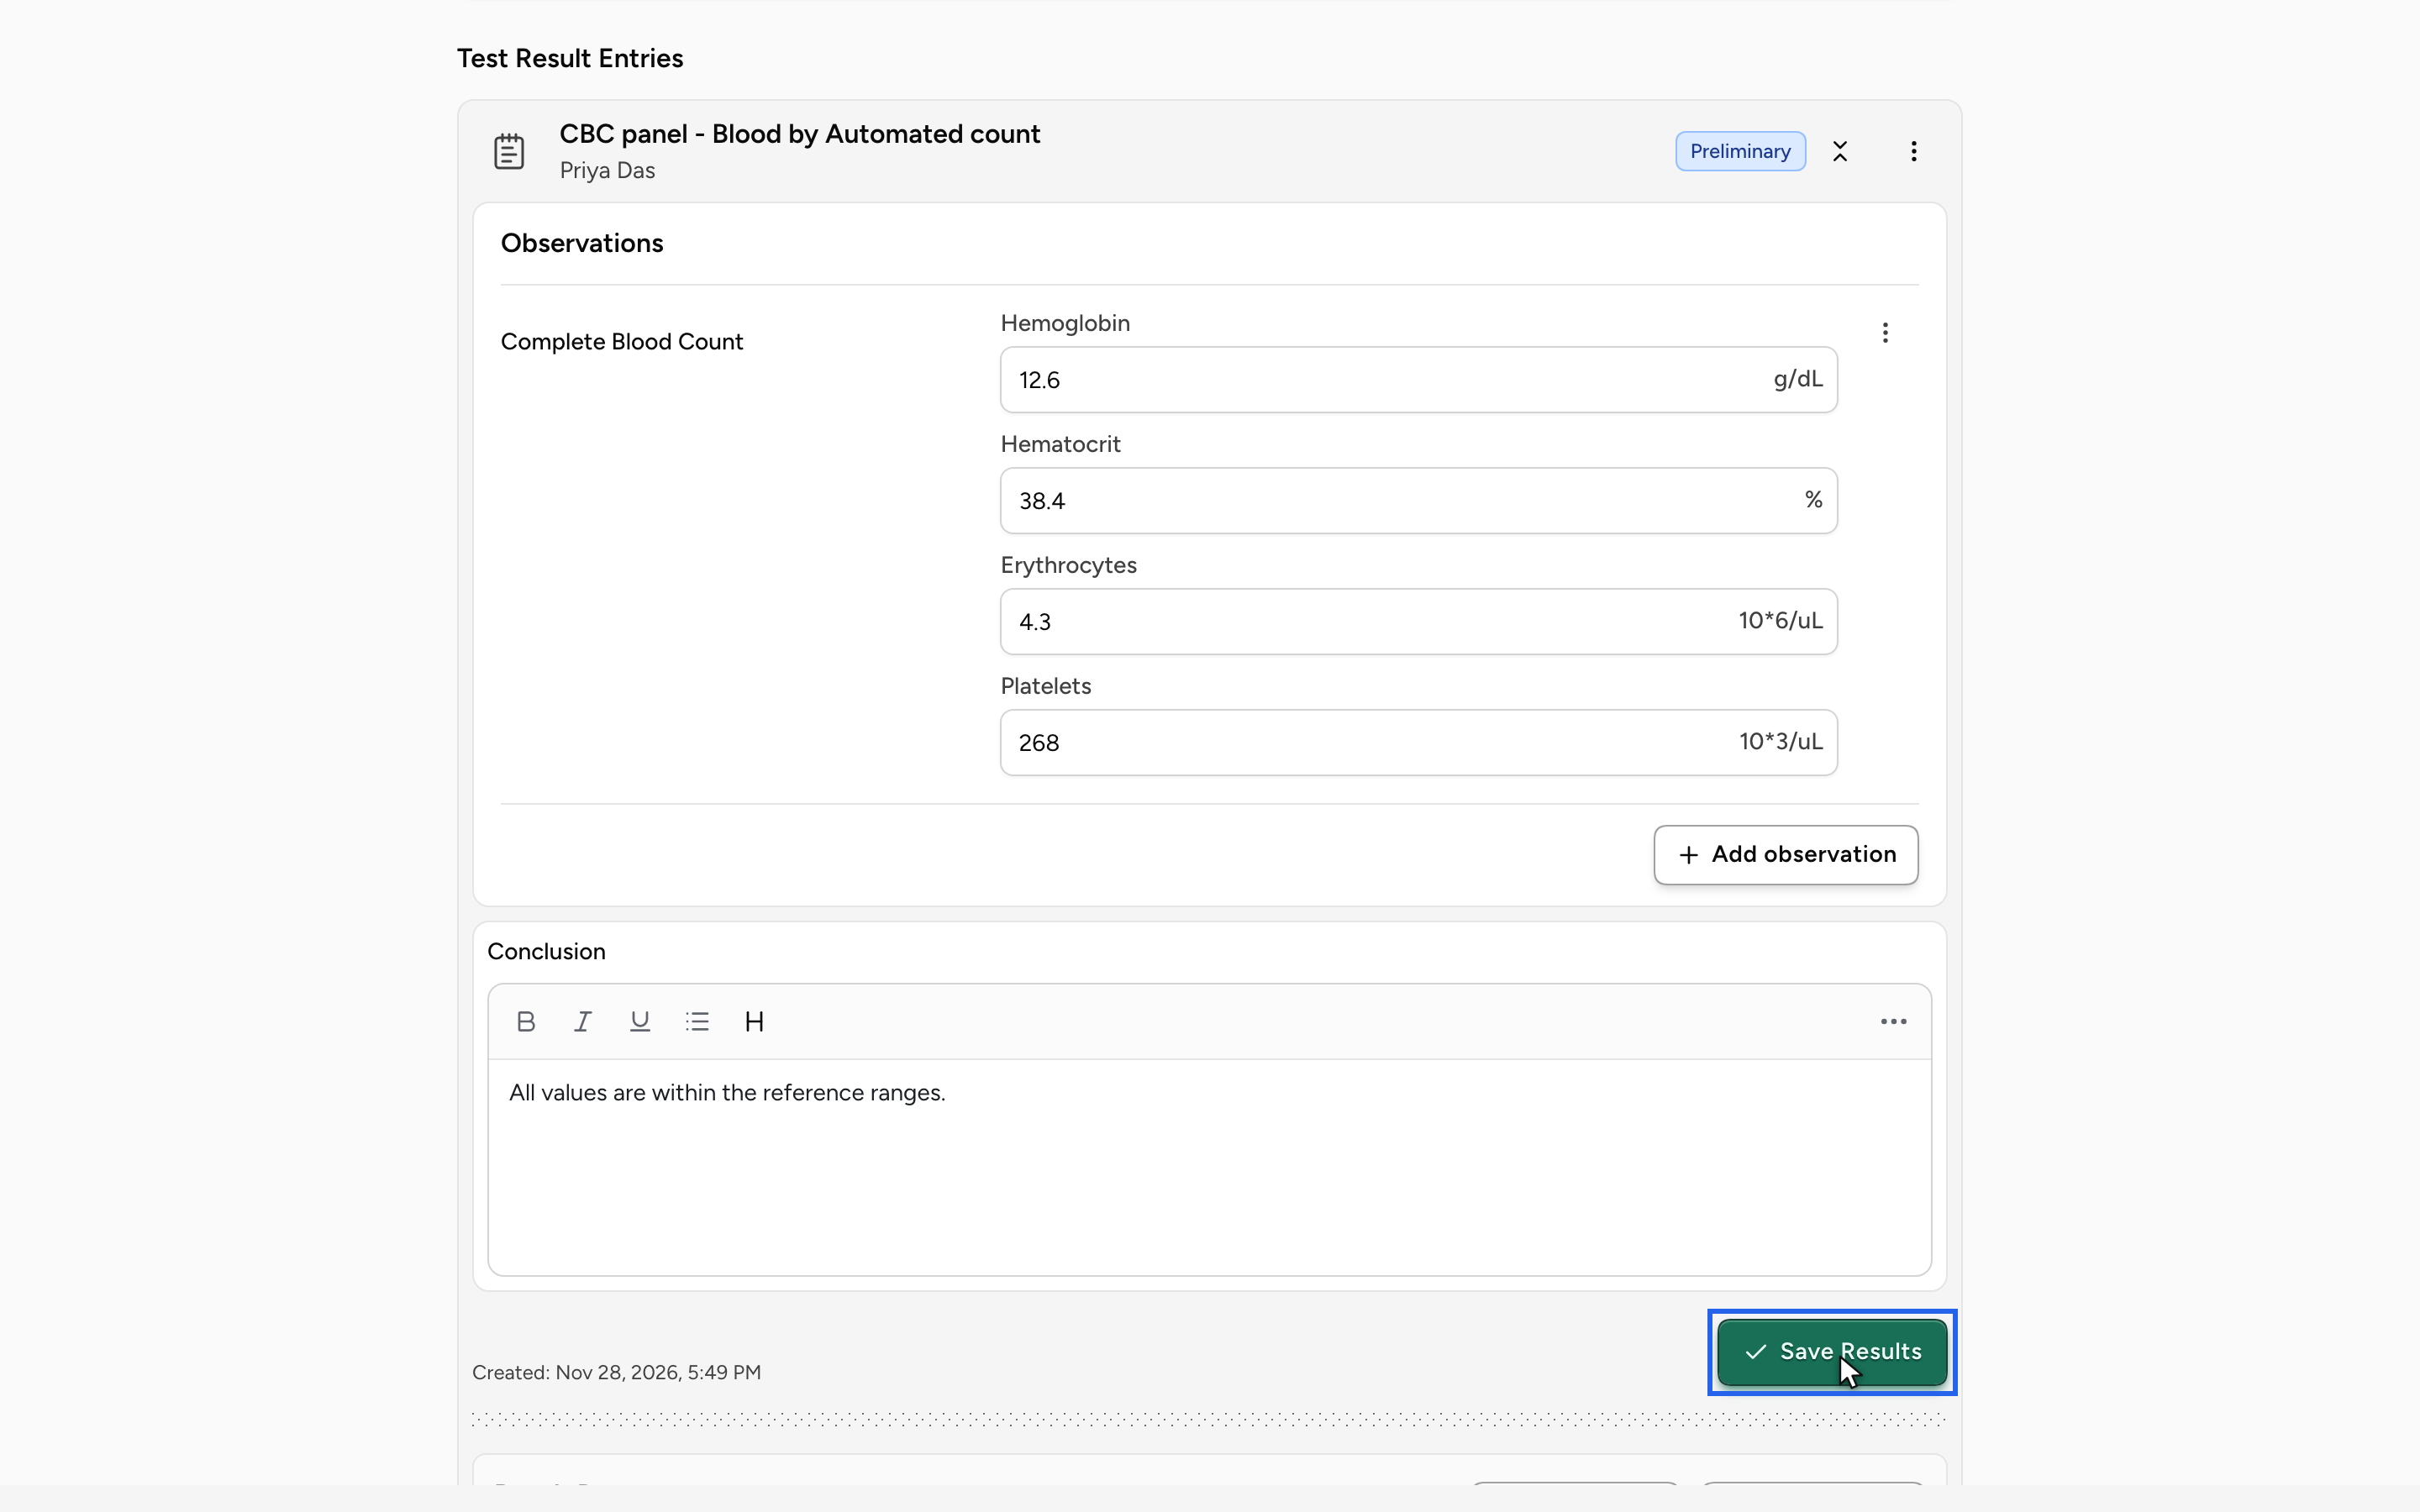 Test Result Entries
CBC panel - Blood by Automated count
Priya Das
Preliminary
Observations
Complete Blood Count
Hemoglobin
12.6 g/dL
Hematocrit
38.4 %
Erythrocytes
4.3 10*6/uL
Platelets
268 10*3/uL
+ Add observation
Conclusion
B I U H
All values are within the reference ranges.
Save Results
Created: Nov 28, 2026, 5:49 PM